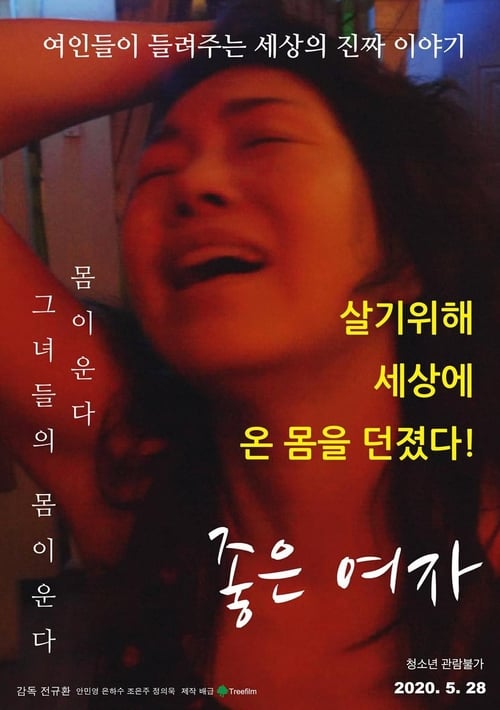 여인들이 들려주는 세상의 진짜 이야기
몸이운다
그녀들의 몸이운다
살기위해
세상에
온 몸을 던졌다!
좋은 여자
청소년 관람불가
감독 전규환 안민영 은하수 조은주 정의욱 제작 배급 Treefilm
2020. 5. 28